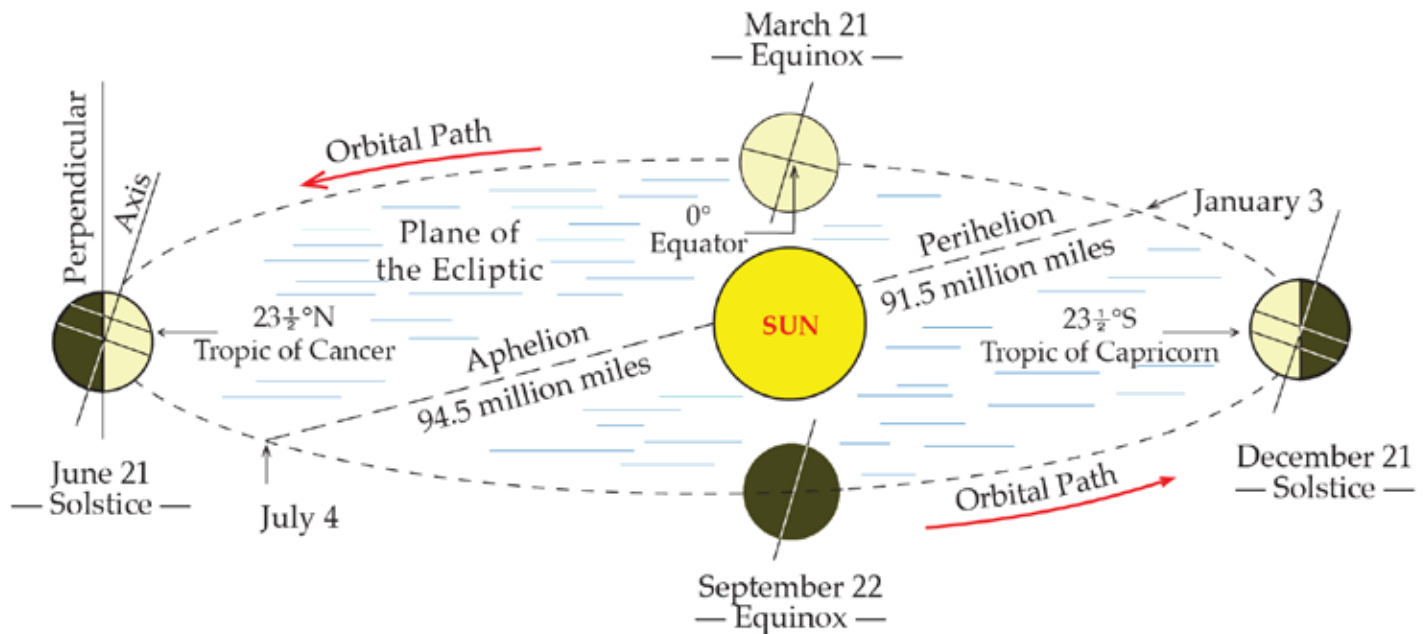 March 21
— Equinox —
Perpendicular
Axis
Orbital Path
Plane of
the Ecliptic
0°
Equator
Perihelion
91.5 million miles
January 3
SUN
23½°N
Tropic of Cancer
Aphelion
94.5 million miles
23½°S
Tropic of Capricorn
June 21
— Solstice —
July 4
Orbital Path
December 21
— Solstice —
September 22
— Equinox —